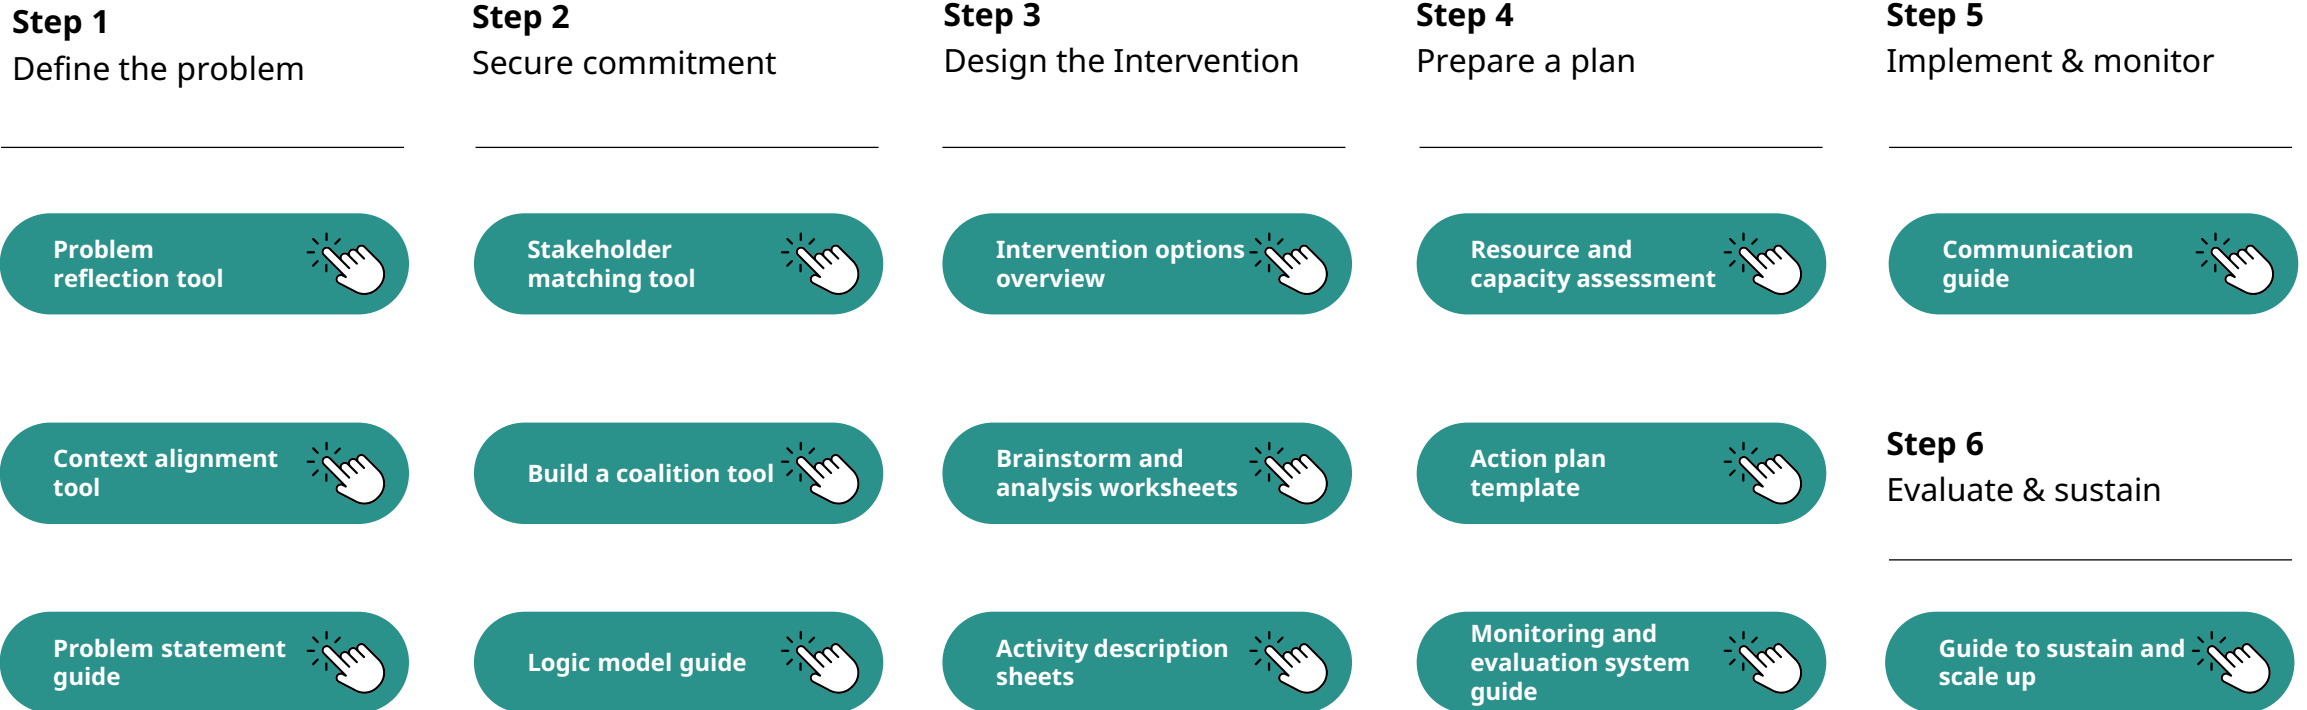 Step 1
Define the problem
Problem
reflection tool
Context alignment
tool
Problem statement
guide
Step 2
Secure commitment
Stakeholder
matching tool
Build a coalition tool
Logic model guide
Step 3
Design the Intervention
Intervention options
overview
Brainstorm and
analysis worksheets
Activity description
sheets
Step 4
Prepare a plan
Resource and
capacity assessment
Action plan
template
Monitoring and
evaluation system
guide
Step 5
Implement & monitor
Communication
guide
Step 6
Evaluate & sustain
Guide to sustain and
scale up